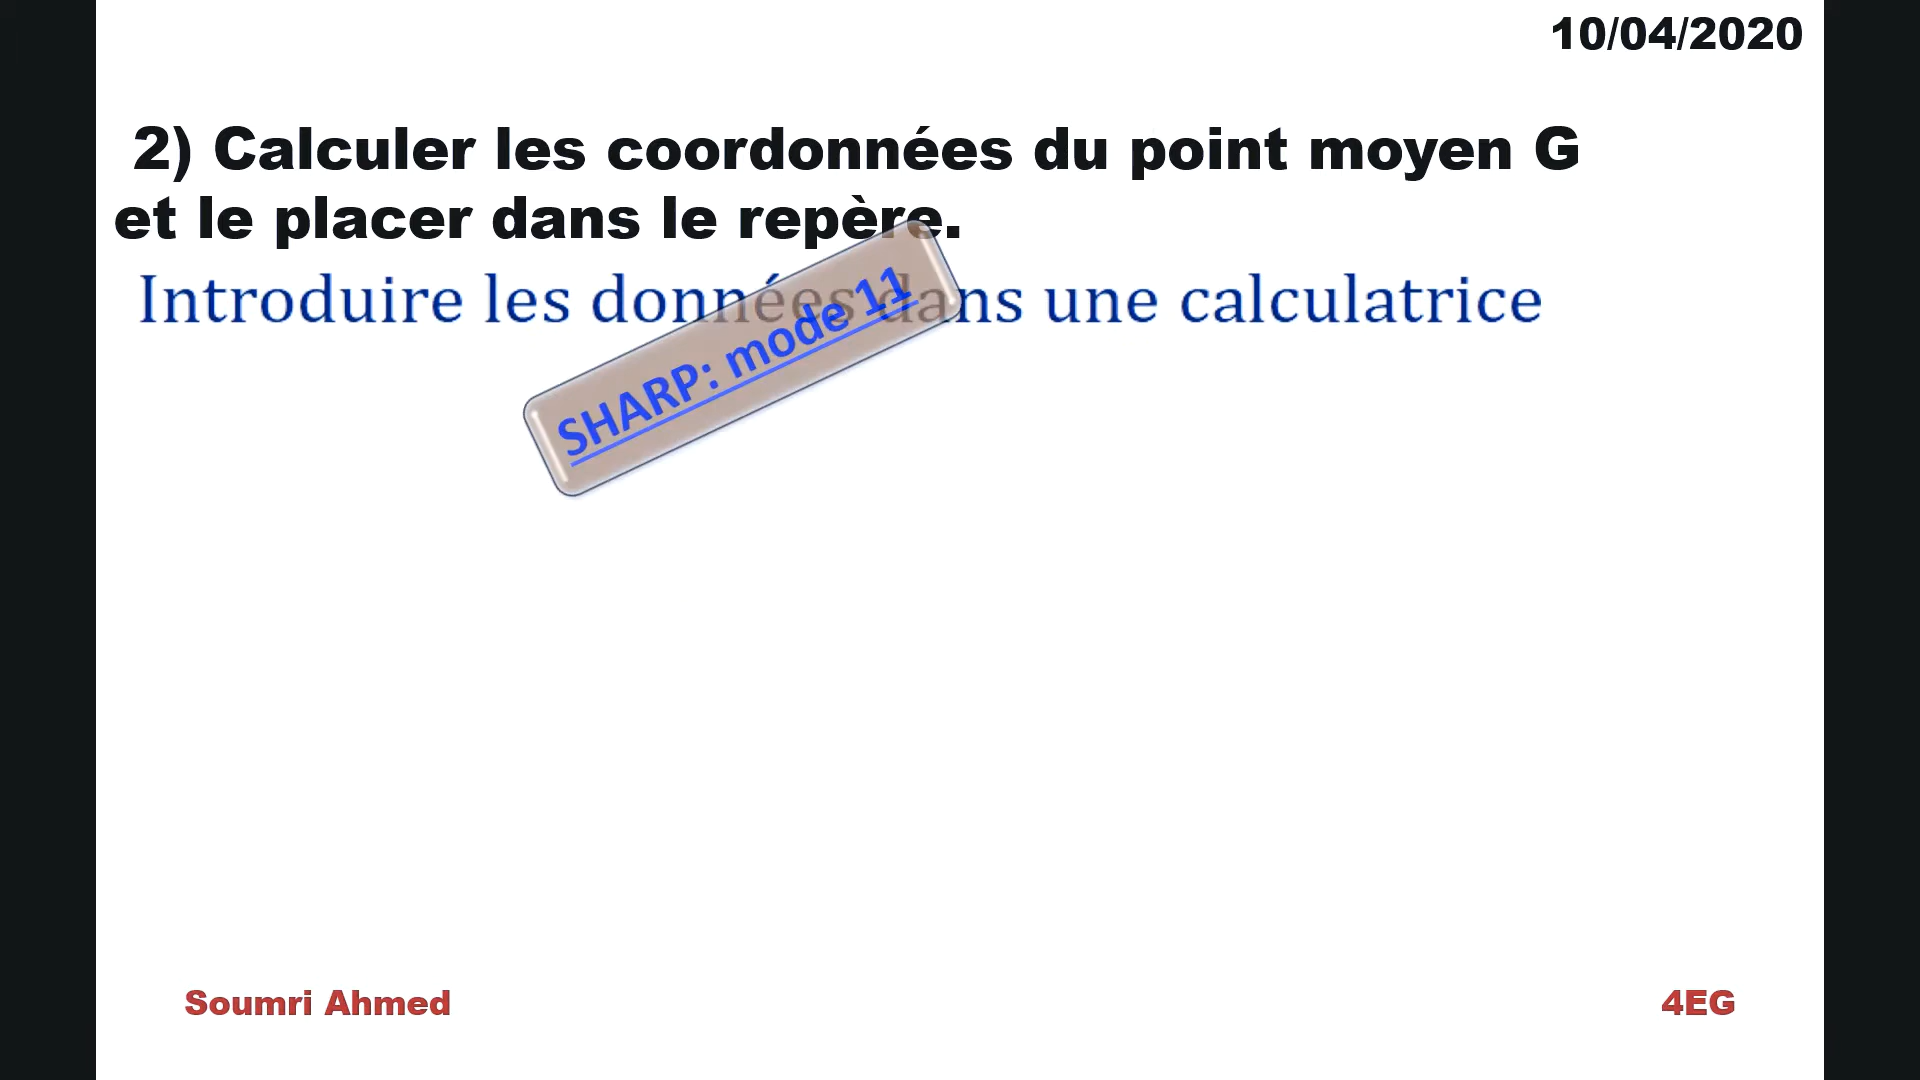 10/04/2020
2) Calculer les coordonnées du point moyen G
et le placer dans le repère.
Introduire les données dans une calculatrice
SHARP: mode 11
Soumri Ahmed
4EG